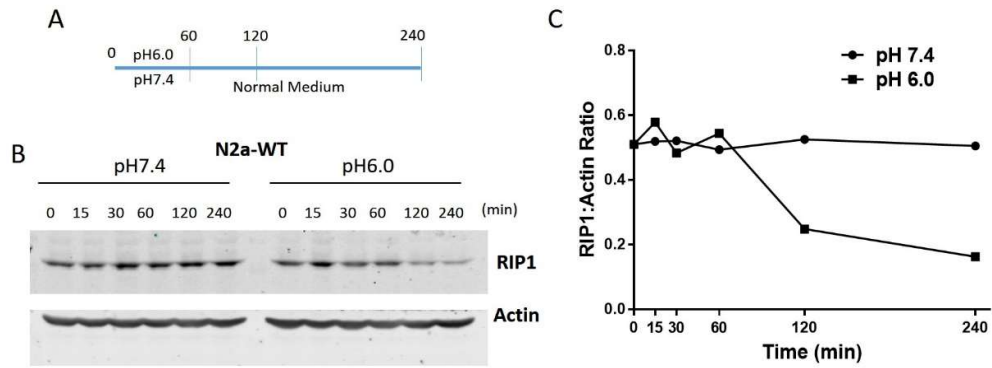 A
0 60 120 240
pH6.0
pH7.4
Normal Medium
B
N2a-WT
pH7.4 pH6.0
0 15 30 60 120 240 0 15 30 60 120 240 (min)
RIP1
Actin
C
pH 7.4
pH 6.0
RIP1:Actin Ratio
0.8
0.6
0.4
0.2
0.0
0 15 30 60 120 240
Time (min)